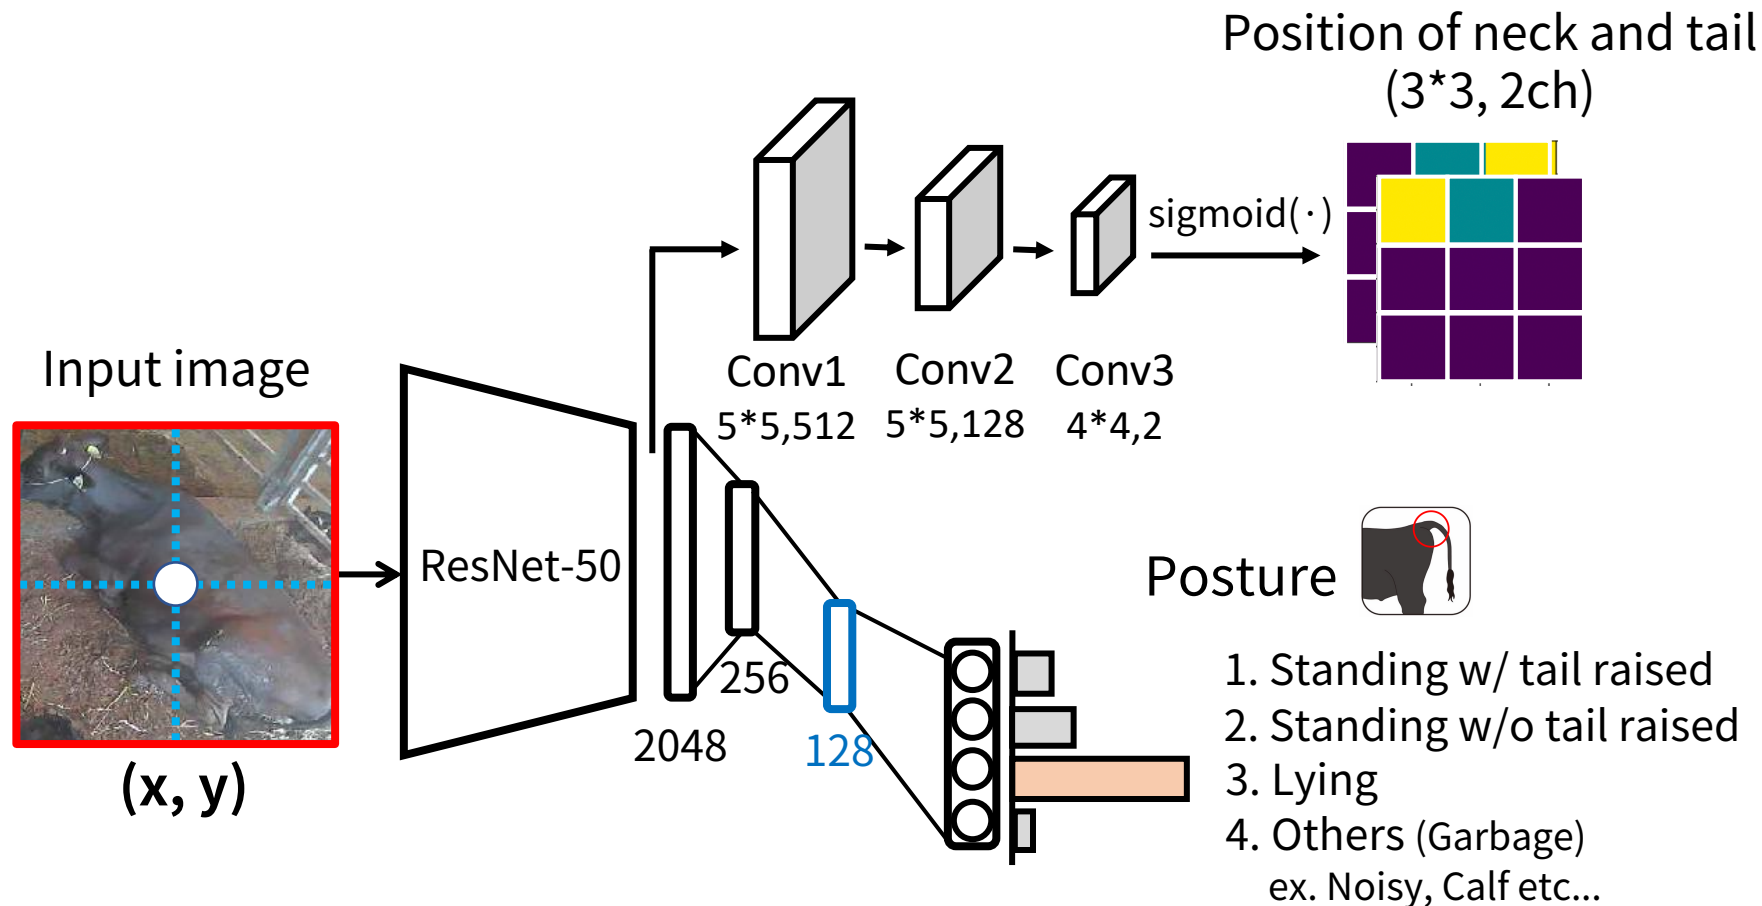 Position of neck and tail
(3*3, 2ch)
sigmoid(·)
Conv1
5*5,512
Conv2
5*5,128
Conv3
4*4,2
Input image
(x, y)
ResNet-50
2048
256
128
Posture
1. Standing w/ tail raised
2. Standing w/o tail raised
3. Lying
4. Others (Garbage)
ex. Noisy, Calf etc...